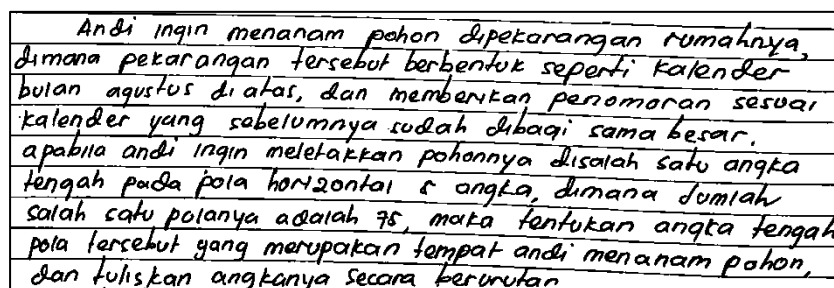 Andi ingin menanam pohon dipekarangan rumahnya,
dimana pekarangan tersebut berbentuk seperti kalender
bulan agustus di atas, dan memberikan penomoran sesuai
kalender yang sebelumnya sudah dibagi sama besar.
apabila andi ingin meletakkan pohonnya disalah satu angka
tengah pada pola horizontal 5 angka, dimana Jumlah
salah satu polanya adalah 75, maka tentukan angka tengah
pola tersebut yang merupakan tempat andi menanam pohon,
dan tuliskan angkanya secara berurutan